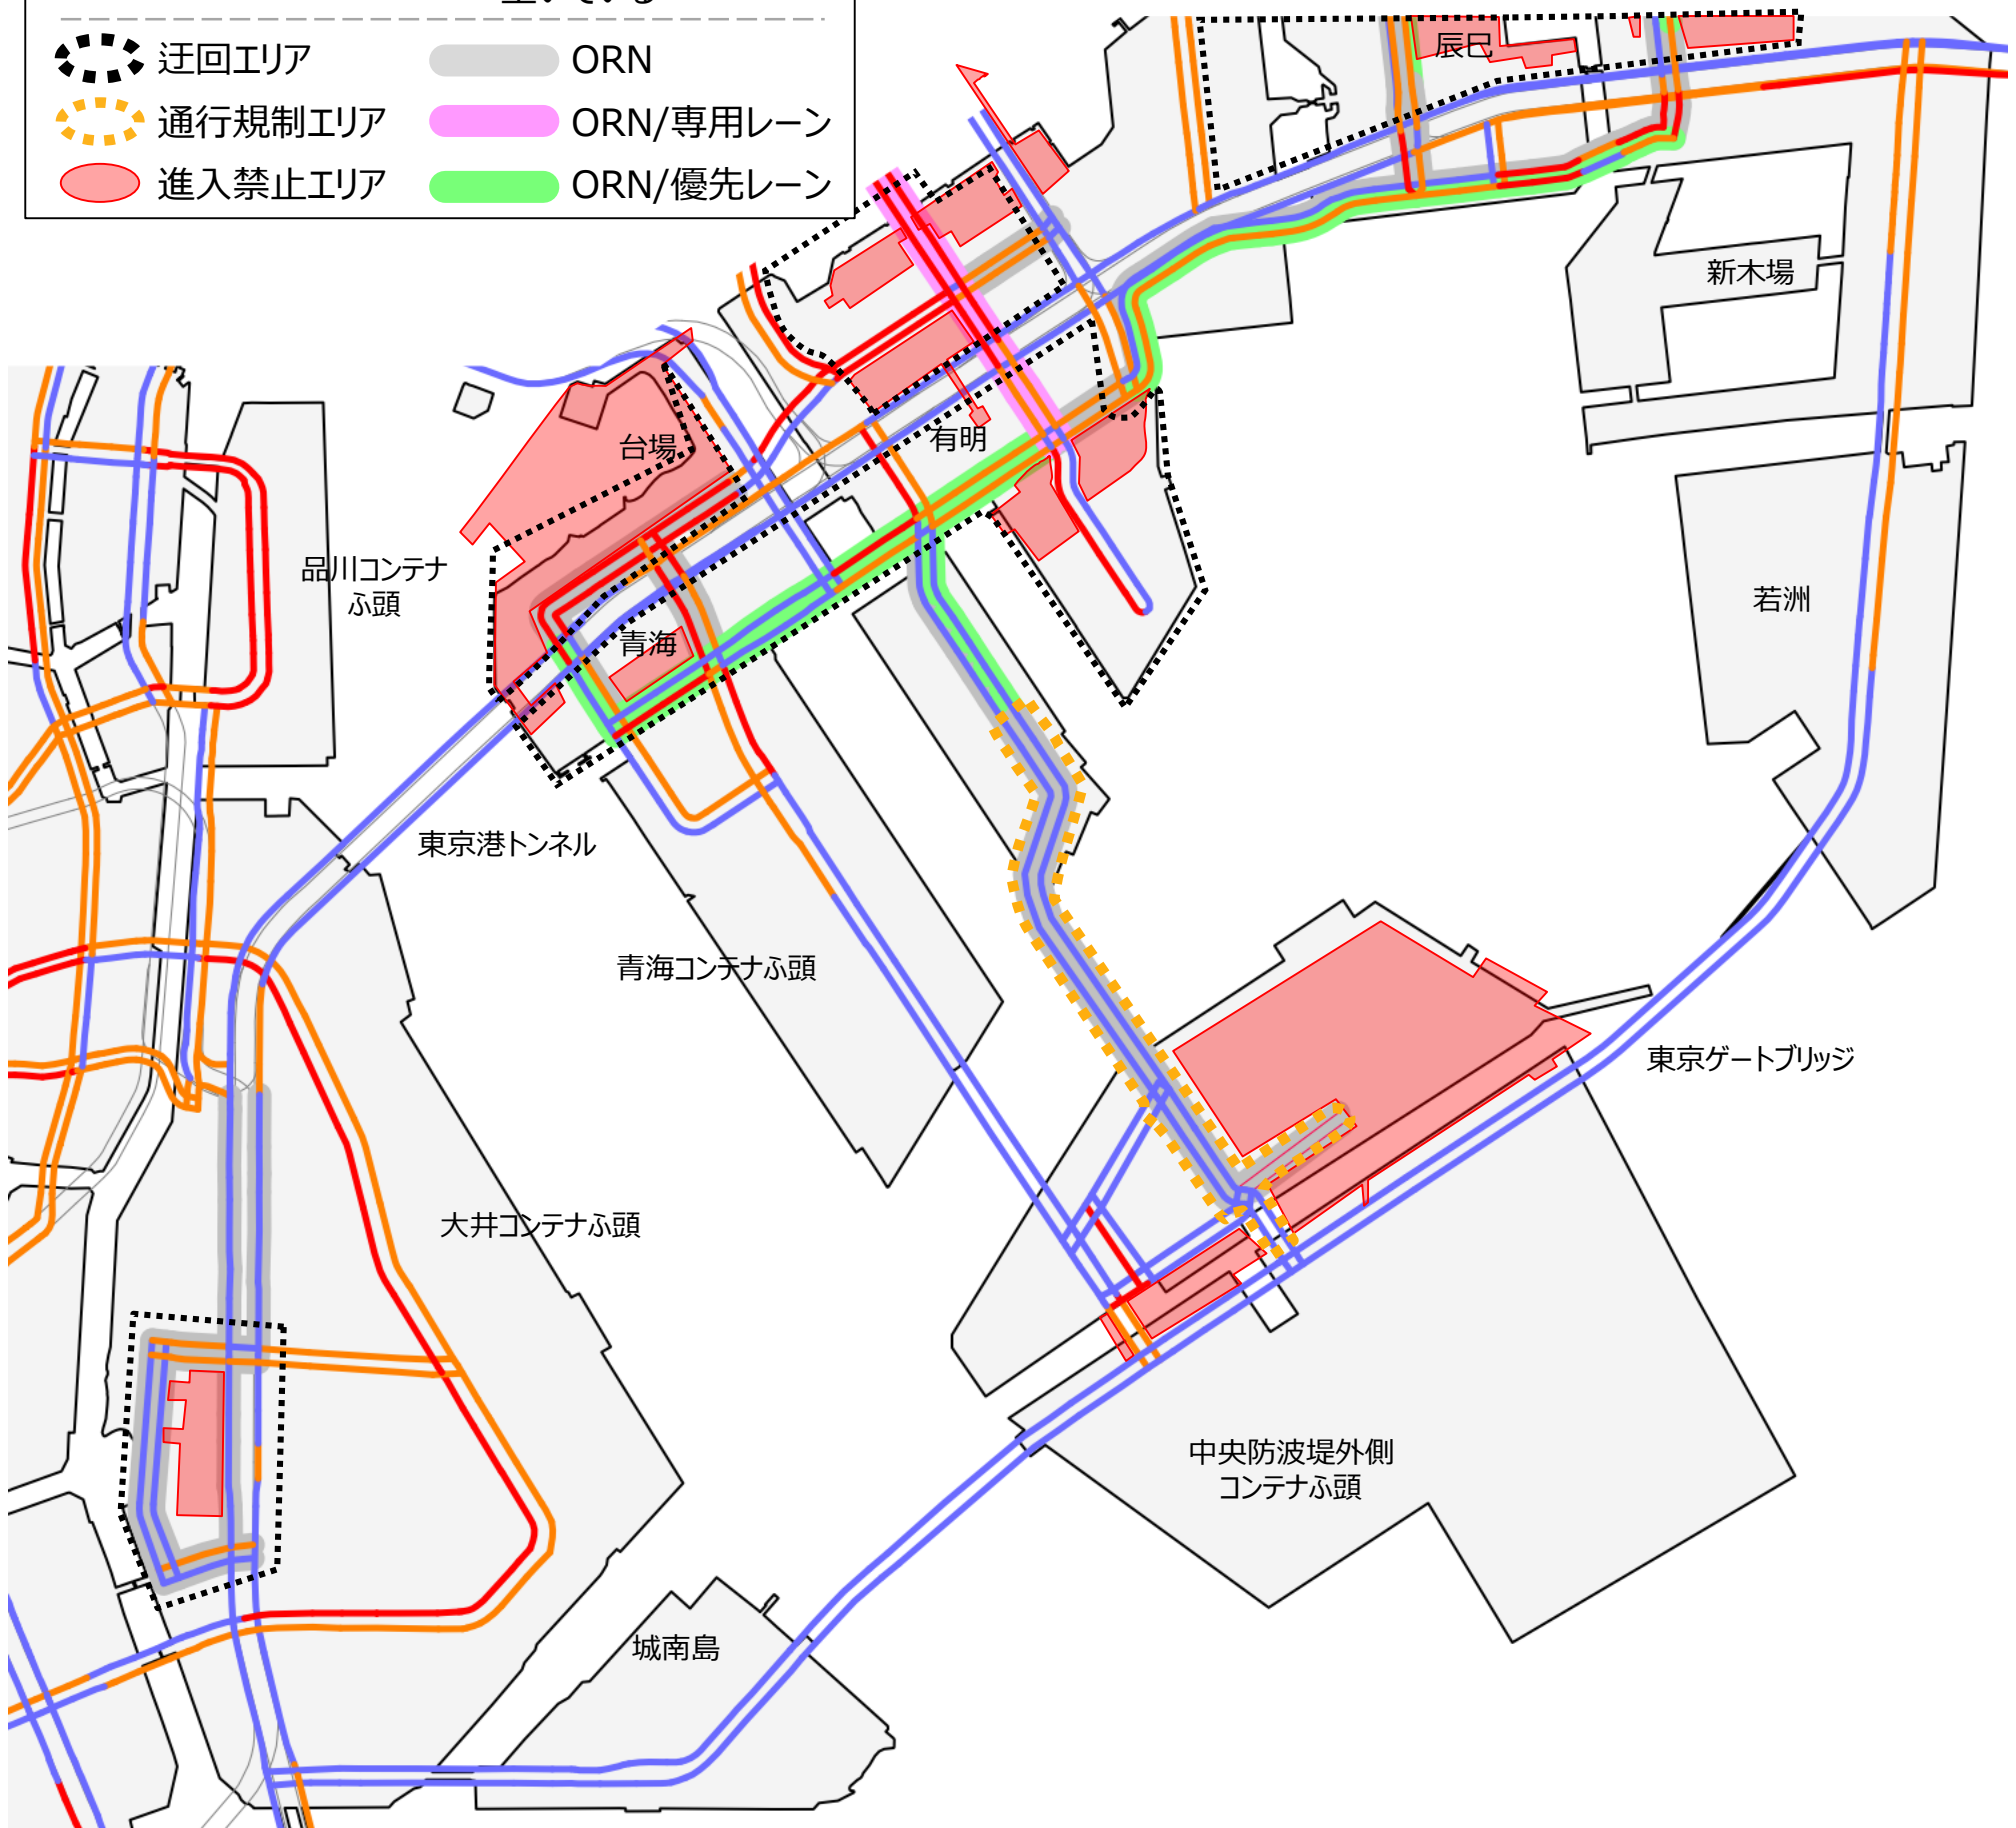 空いている
迂回エリア
ORN
通行規制エリア
ORN/専用レーン
進入禁止エリア
ORN/優先レーン
辰巳
新木場
有明
台場
品川コンテナ
ふ頭
青海
若洲
東京港トンネル
青海コンテナふ頭
東京ゲートブリッジ
大井コンテナふ頭
中央防波堤外側
コンテナふ頭
城南島